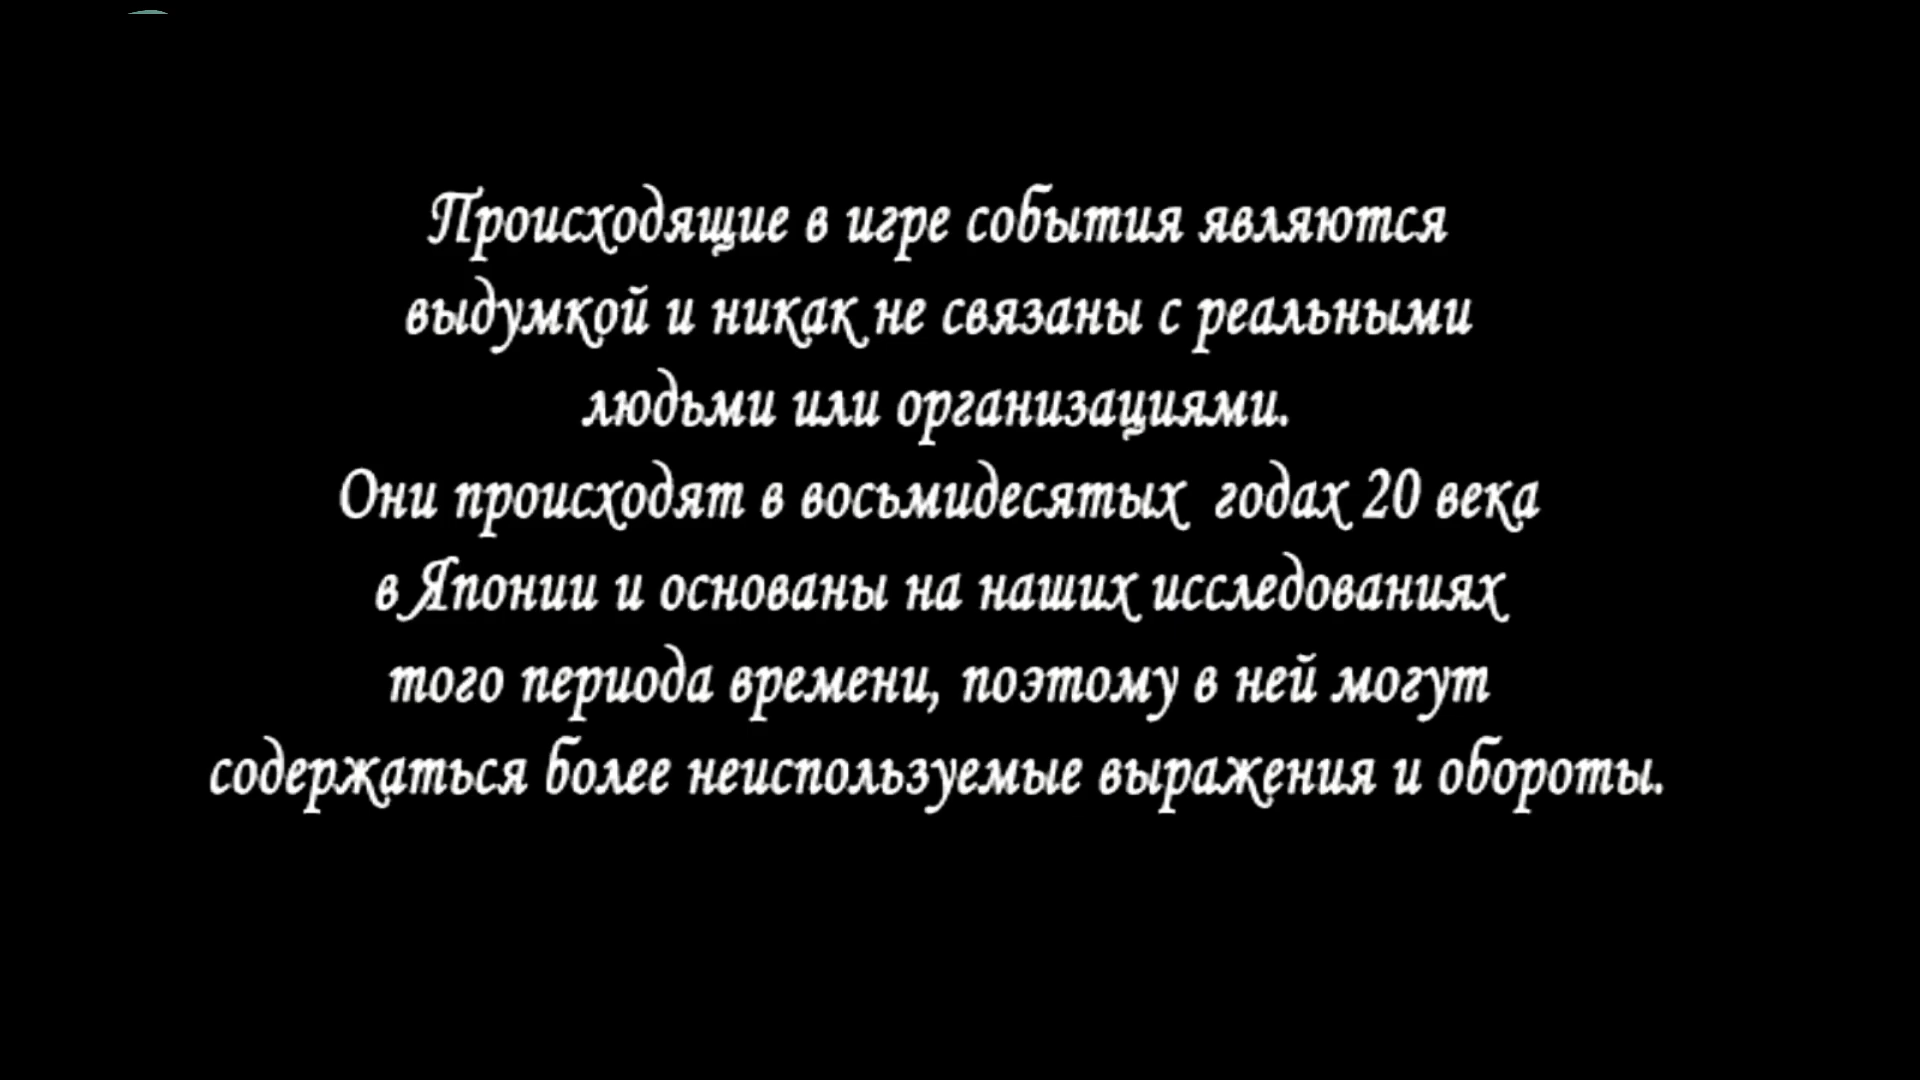 Происходящие в игре события являются
выдумкой и никак не связаны с реальными
людьми или организациями.
Они происходят в восьмидесятых годах 20 века
в Японии и основаны на наших исследованиях
того периода времени, поэтому в ней могут
содержаться более неиспользуемые выражения и обороты.